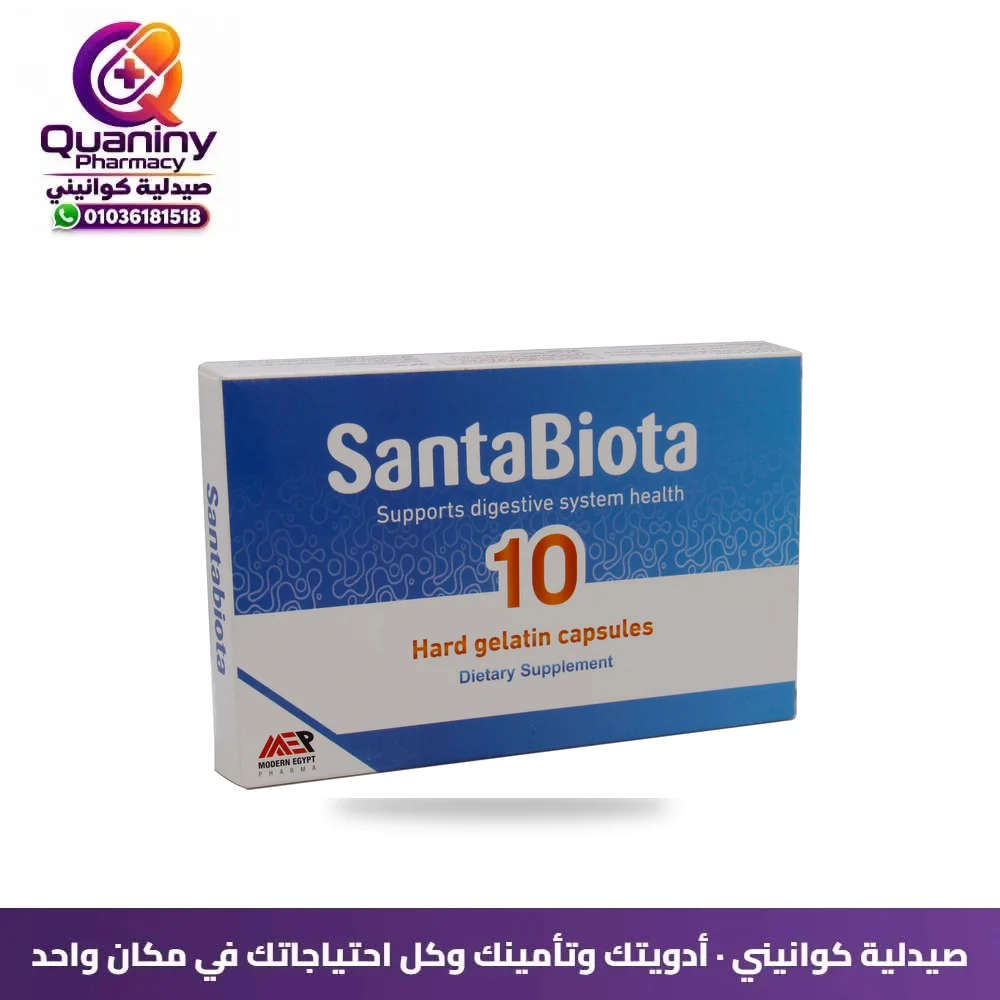 Quaniny
Pharmacy
صيدلية كوانيني
01036181518
SantaBiota
Supports digestive system health
10
Hard gelatin capsules
Dietary Supplement
Santabiota
MEP
MODERN EGYPT
PHARMA
صيدلية كوانيني · أدويتك وتأمينك وكل احتياجاتك في مكان واحد